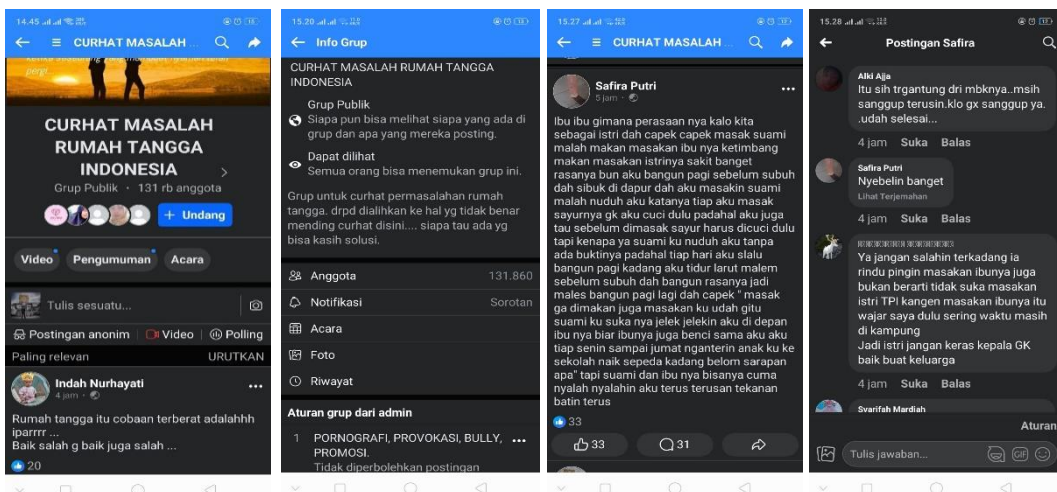 14.45
CURHAT MASALAH ...
pergi
CURHAT MASALAH
RUMAH TANGGA
INDONESIA
Grup Publik · 131 rb anggota
+ Undang
Video
Pengumuman
Acara
Tulis sesuatu...
Postingan anonim
Video
Polling
Paling relevan
URUTKAN
Indah Nurhayati
4 jam
Rumah tangga itu cobaan terberat adalahhh
iparrrr ...
Baik salah g baik juga salah ...
20
15.20
Info Grup
CURHAT MASALAH RUMAH TANGGA
INDONESIA
Grup Publik
Siapa pun bisa melihat siapa yang ada di
grup dan apa yang mereka posting.
Dapat dilihat
Semua orang bisa menemukan grup ini.
Grup untuk curhat permasalahan rumah
tangga. drpd dialihkan ke hal yg tidak benar
mending curhat disini.... siapa tau ada yg
bisa kasih solusi.
Anggota 131.860
Notifikasi Sorotan
Acara
Foto
Riwayat
Aturan grup dari admin
1 PORNOGRAFI, PROVOKASI, BULLY,
PROMOSI.
Tidak diperbolehkan postingan
15.27
CURHAT MASALAH ...
Safira Putri
5 jam
Ibu ibu gimana perasaan nya kalo kita
sebagai istri dah capek capek masak suami
malah makan masakan ibu nya ketimbang
makan masakan istrinya sakit banget
rasanya bun aku bangun pagi sebelum subuh
dah sibuk di dapur dah aku masakin suami
malah nuduh aku katanya tiap aku masak
sayurnya gk aku cuci dulu padahal aku juga
tau sebelum dimasak sayur harus dicuci dulu
tapi kenapa ya suami ku nuduh aku tanpa
ada buktinya padahal tiap hari aku slalu
bangun pagi kadang aku tidur larut malem
sebelum subuh dah bangun rasanya jadi
males bangun pagi lagi dah capek " masak
ga dimakan juga masakan ku udah gitu
suami ku suka nya jelek jelekin aku di depan
ibu nya biar ibunya juga benci sama aku aku
tiap senin sampai jumat nganterin anak ku ke
sekolah naik sepeda kadang belom sarapan
apa" tapi suami dan ibu nya bisanya cuma
nyalah nyalahin aku terus terusan tekanan
batin terus
33
33
31
15.28
Postingan Safira
Alki Ajja
Itu sih trgantung dri mbknya..msih
sanggup terusin.klo gx sanggup ya.
.udah selesai...
4 jam Suka Balas
Safira Putri
Nyebelin banget
Lihat Terjemahan
4 jam Suka Balas
Ya jangan salahin terkadang ia
rindu pingin masakan ibunya juga
bukan berarti tidak suka masakan
istri TPI kangen masakan ibunya itu
wajar saya dulu sering waktu masih
di kampung
Jadi istri jangan keras kepala GK
baik buat keluarga
4 jam Suka Balas
Syarifah Mardiah
Aturan
Tulis jawaban...
GIF